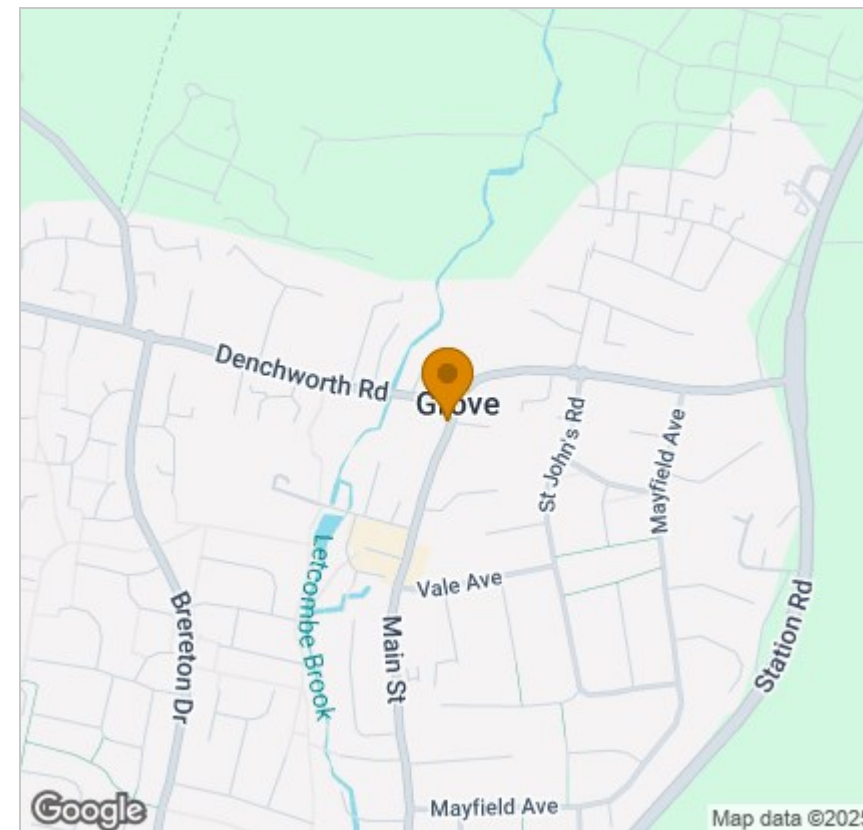 Denchworth Rd
Grove
St John's Rd
Mayfield Ave
Letcombe Brook
Vale Ave
Main St
Brereton Dr
Station Rd
Mayfield Ave
Google
Map data ©2025